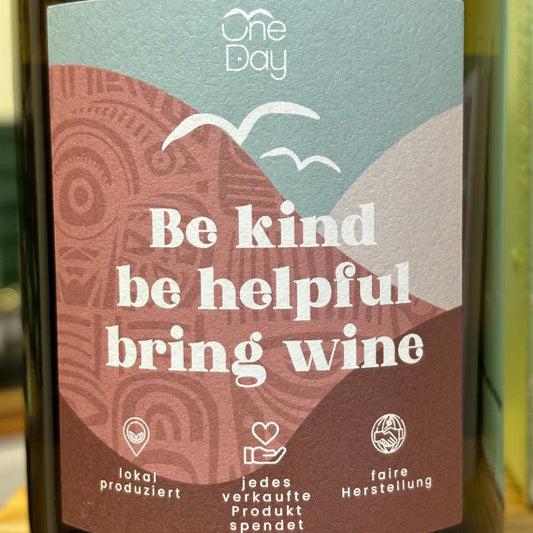 One
Day
Be kind
be helpful
bring wine
lokal
produziert
jedes
verkaufte
Produkt
spendet
faire
Herstellung